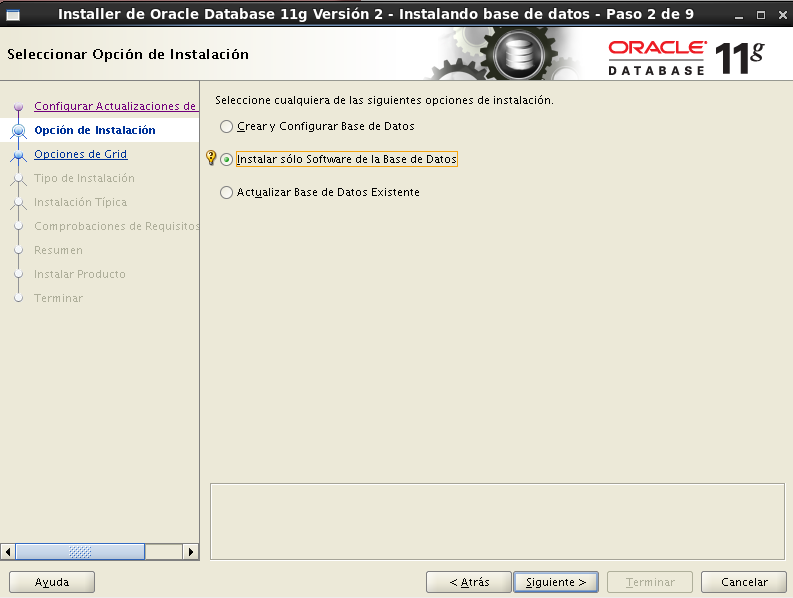 Installer de Oracle Database 11g Versión 2 - Instalando base de datos - Paso 2 de 9
Seleccionar Opción de Instalación
ORACLE
DATABASE
11g
Configurar Actualizaciones de
Opción de Instalación
Opciones de Grid
Tipo de Instalación
Instalación Típica
Comprobaciones de Requisitos
Resumen
Instalar Producto
Terminar
Seleccione cualquiera de las siguientes opciones de instalación.
Crear y Configurar Base de Datos
Instalar sólo Software de la Base de Datos
Actualizar Base de Datos Existente
Ayuda
< Atrás
Siguiente >
Terminar
Cancelar